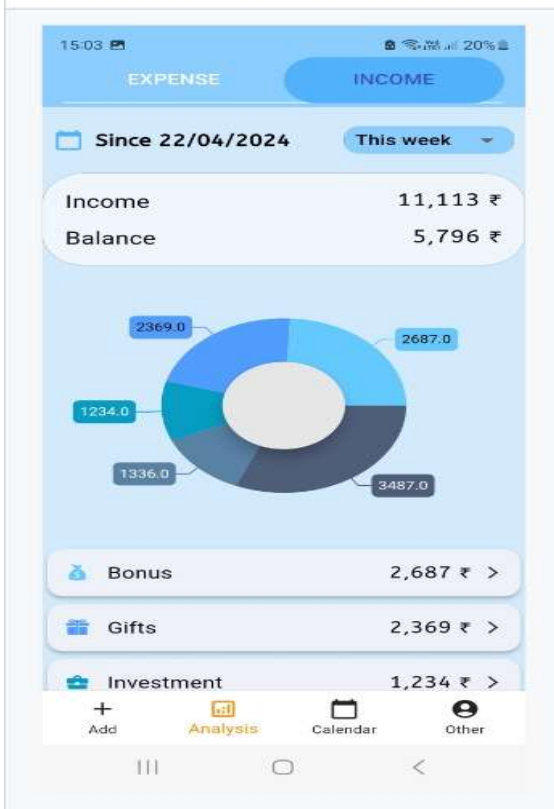 15:03 20%
EXPENSE INCOME
Since 22/04/2024 This week
Income 11,113 ₹
Balance 5,796 ₹
2369.0 2687.0
1234.0
1336.0 3487.0
Bonus 2,687 ₹ >
Gifts 2,369 ₹ >
Investment 1,234 ₹ >
Add Analysis Calendar Other